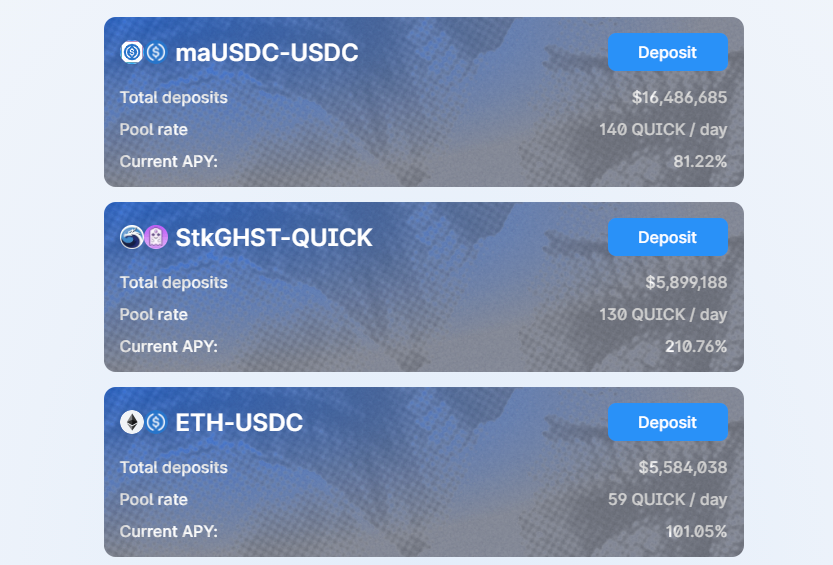 maUSDC-USDC
Deposit
Total deposits $16,486,685
Pool rate 140 QUICK / day
Current APY: 81.22%
StkGHST-QUICK
Deposit
Total deposits $5,899,188
Pool rate 130 QUICK / day
Current APY: 210.76%
ETH-USDC
Deposit
Total deposits $5,584,038
Pool rate 59 QUICK / day
Current APY: 101.05%